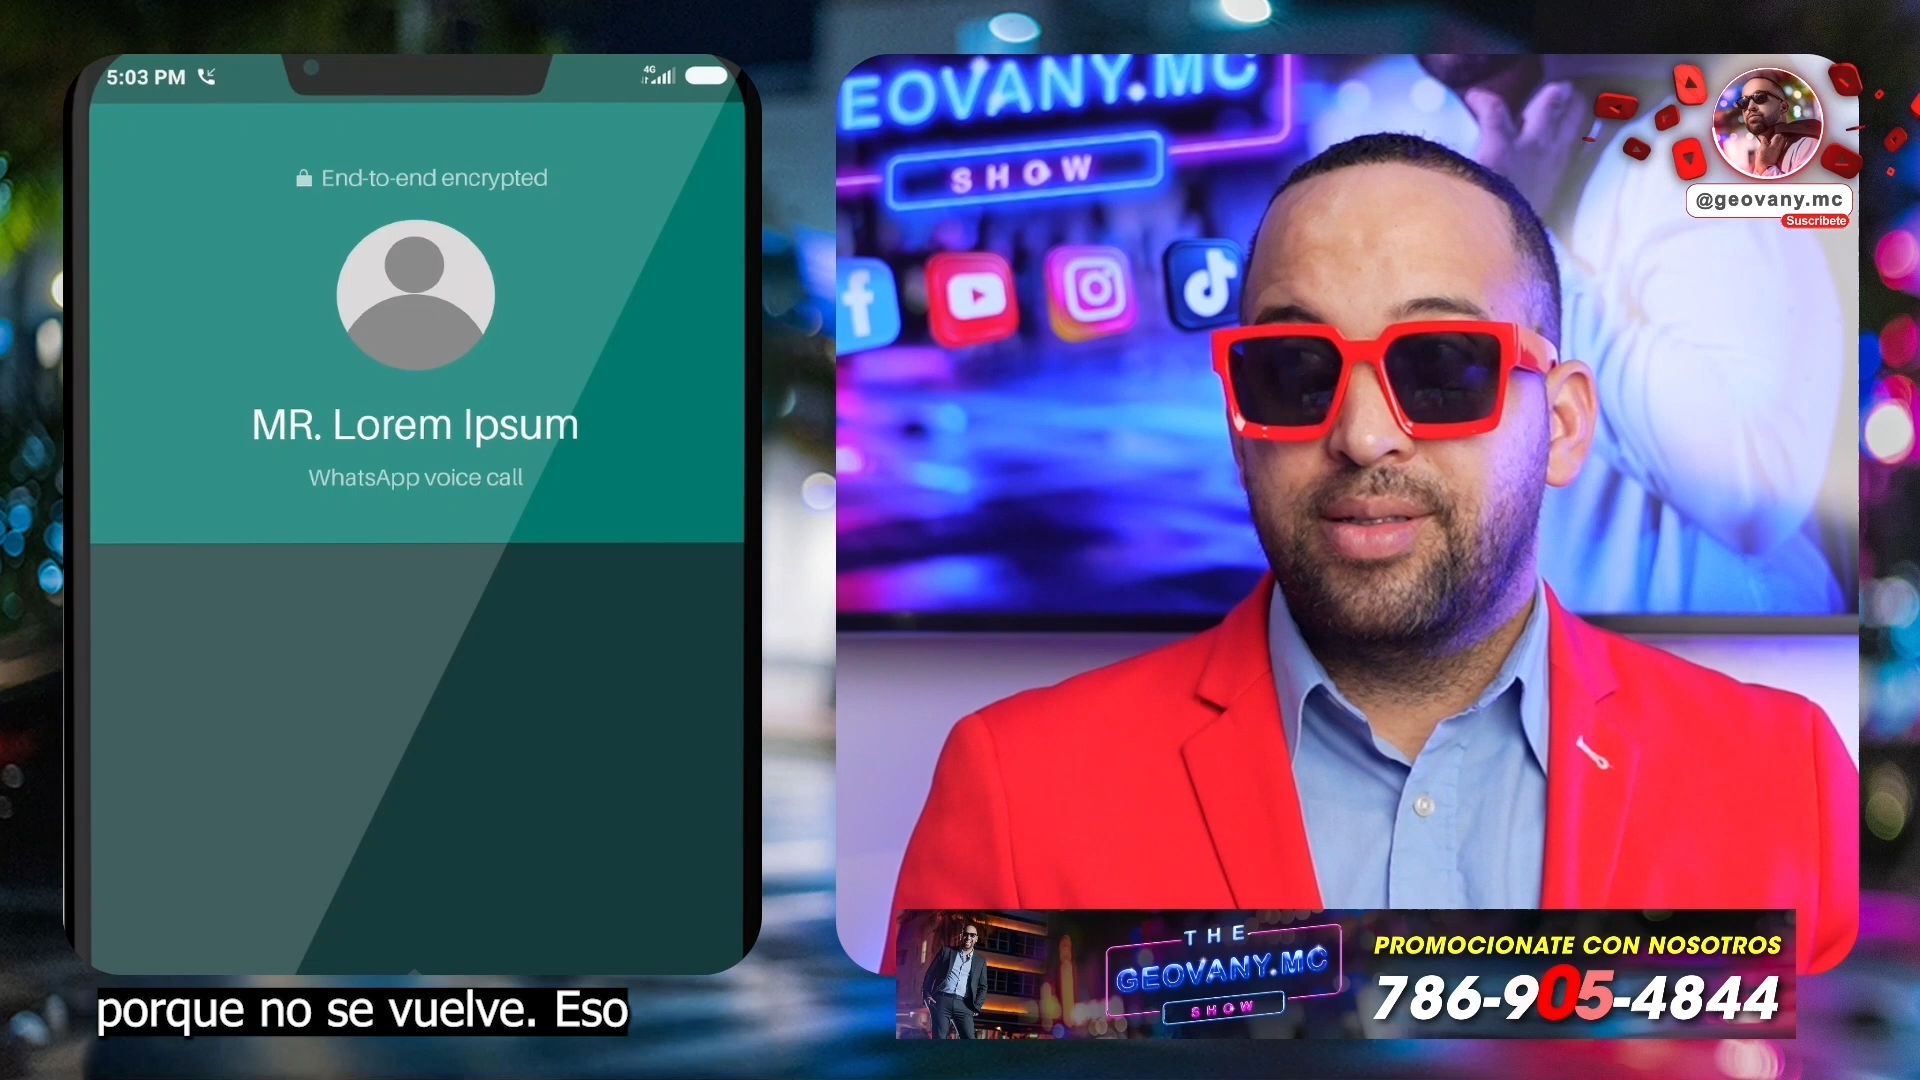 5:03 PM
4G
End-to-end encrypted
MR. Lorem Ipsum
WhatsApp voice call
EOVANY.MC
SHOW
@geovany.mc
Suscribete
THE
GEOVANY.MC
SHOW
PROMOCIONATE CON NOSOTROS
786-905-4844
porque no se vuelve. Eso